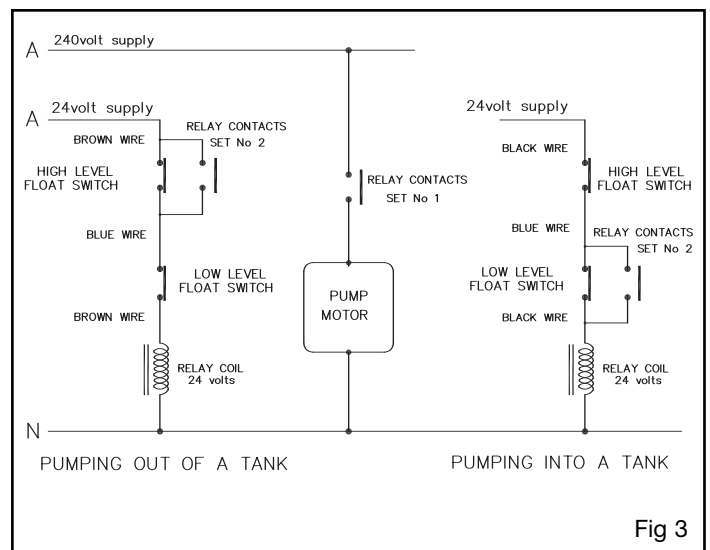 A
240volt supply
A
24volt supply
BROWN WIRE
RELAY CONTACTS
SET No 2
HIGH LEVEL
FLOAT SWITCH
BLUE WIRE
LOW LEVEL
FLOAT SWITCH
BROWN WIRE
RELAY COIL
24 volts
RELAY CONTACTS
SET No 1
PUMP
MOTOR
24volt supply
BLACK WIRE
HIGH LEVEL
FLOAT SWITCH
BLUE WIRE
RELAY CONTACTS
SET No 2
LOW LEVEL
FLOAT SWITCH
BLACK WIRE
RELAY COIL
24 volts
N
PUMPING OUT OF A TANK
PUMPING INTO A TANK
Fig 3